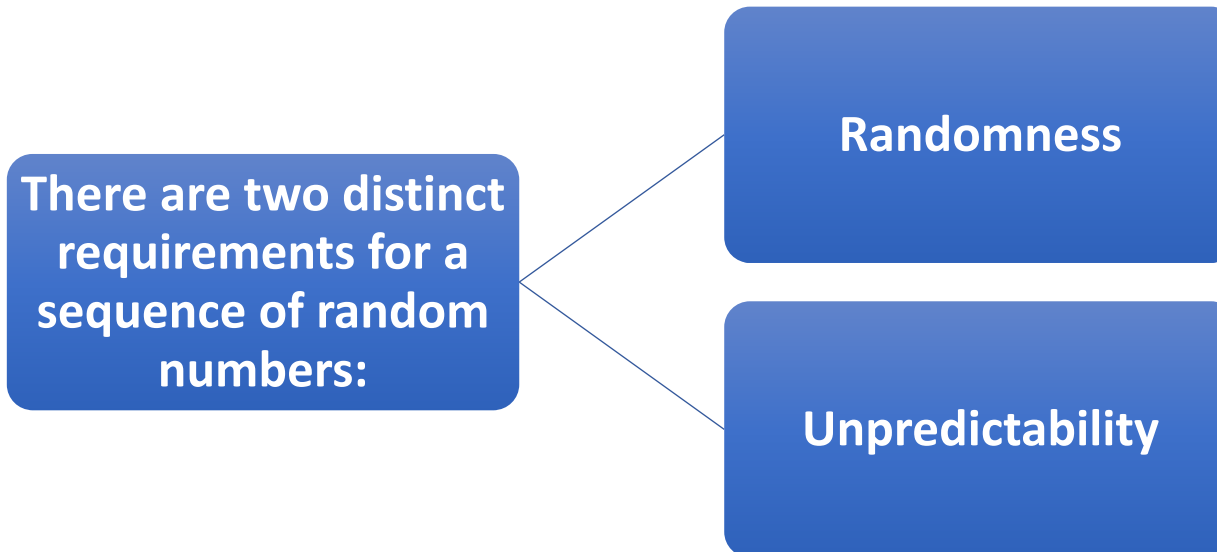 There are two distinct
requirements for a
sequence of random
numbers:
Randomness
Unpredictability